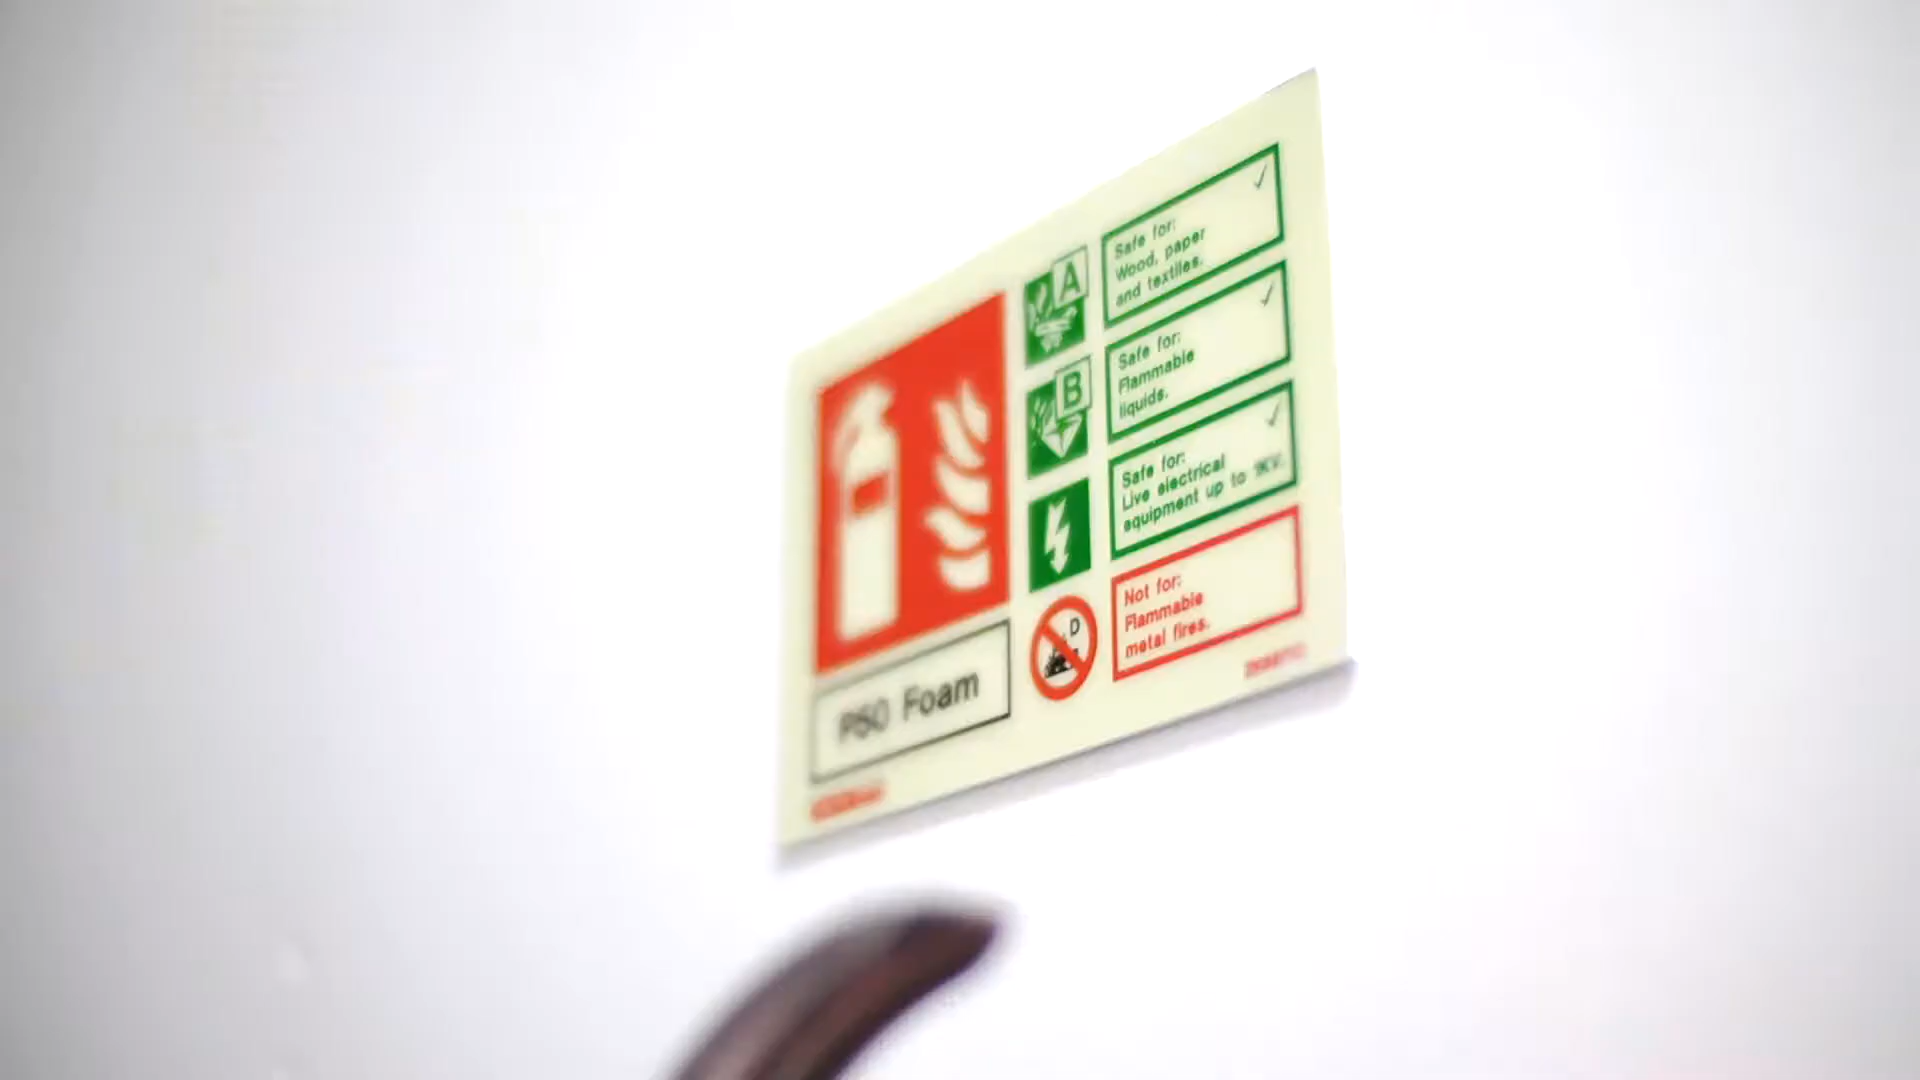 A
Safe for:
Wood, paper
and textiles.
B
Safe for:
Flammable
liquids.
Safe for:
Live electrical
equipment up to 1KV.
D
Not for:
Flammable
metal fires.
P50 Foam